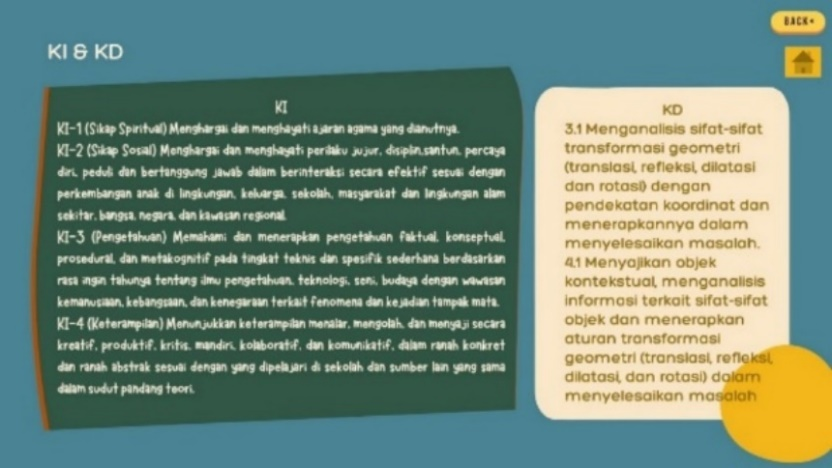 BACK
KI & KD
KI
KI-1 (Sikap Spiritual) Menghargai dan menghayati ajaran agama yang dianutnya.
KI-2 (Sikap Sosial) Menghargai dan menghayati perilaku jujur, disiplin,santun, percaya
diri, peduli dan bertanggung jawab dalam berinteraksi secara efektif sesuai dengan
perkembangan anak di lingkungan, keluarga, sekolah, masyarakat dan lingkungan alam
sekitar, bangsa, negara, dan kawasan regional.
KI-3 (Pengetahuan) Memahami dan menerapkan pengetahuan faktual, konseptual,
prosedural, dan metakognitif pada tingkat teknis dan spesifik sederhana berdasarkan
rasa ingin tahunya tentang ilmu pengetahuan, teknologi, seni, budaya dengan wawasan
kemanusiaan, kebangsaan, dan kenegaraan terkait fenomena dan kejadian tampak mata.
KI-4 (Keterampilan) Menunjukkan keterampilan menalar, mengolah, dan menyaji secara
kreatif, produktif, kritis, mandiri, kolaboratif, dan komunikatif, dalam ranah konkret
dan ranah abstrak sesuai dengan yang dipelajari di sekolah dan sumber lain yang sama
dalam sudut pandang teori.
KD
3.1 Menganalisis sifat-sifat
transformasi geometri
(translasi, refleksi, dilatasi
dan rotasi) dengan
pendekatan koordinat dan
menerapkannya dalam
menyelesaikan masalah.
4.1 Menyajikan objek
kontekstual, menganalisis
informasi terkait sifat-sifat
objek dan menerapkan
aturan transformasi
geometri (translasi, refleksi,
dilatasi, dan rotasi) dalam
menyelesaikan masalah